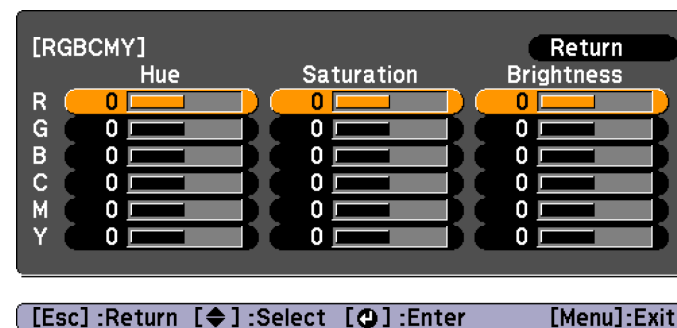 [RGBCMY] Return
Hue Saturation Brightness
R 0 0 0
G 0 0 0
B 0 0 0
C 0 0 0
M 0 0 0
Y 0 0 0
[Esc] :Return [◆] :Select [↵] :Enter [Menu]:Exit